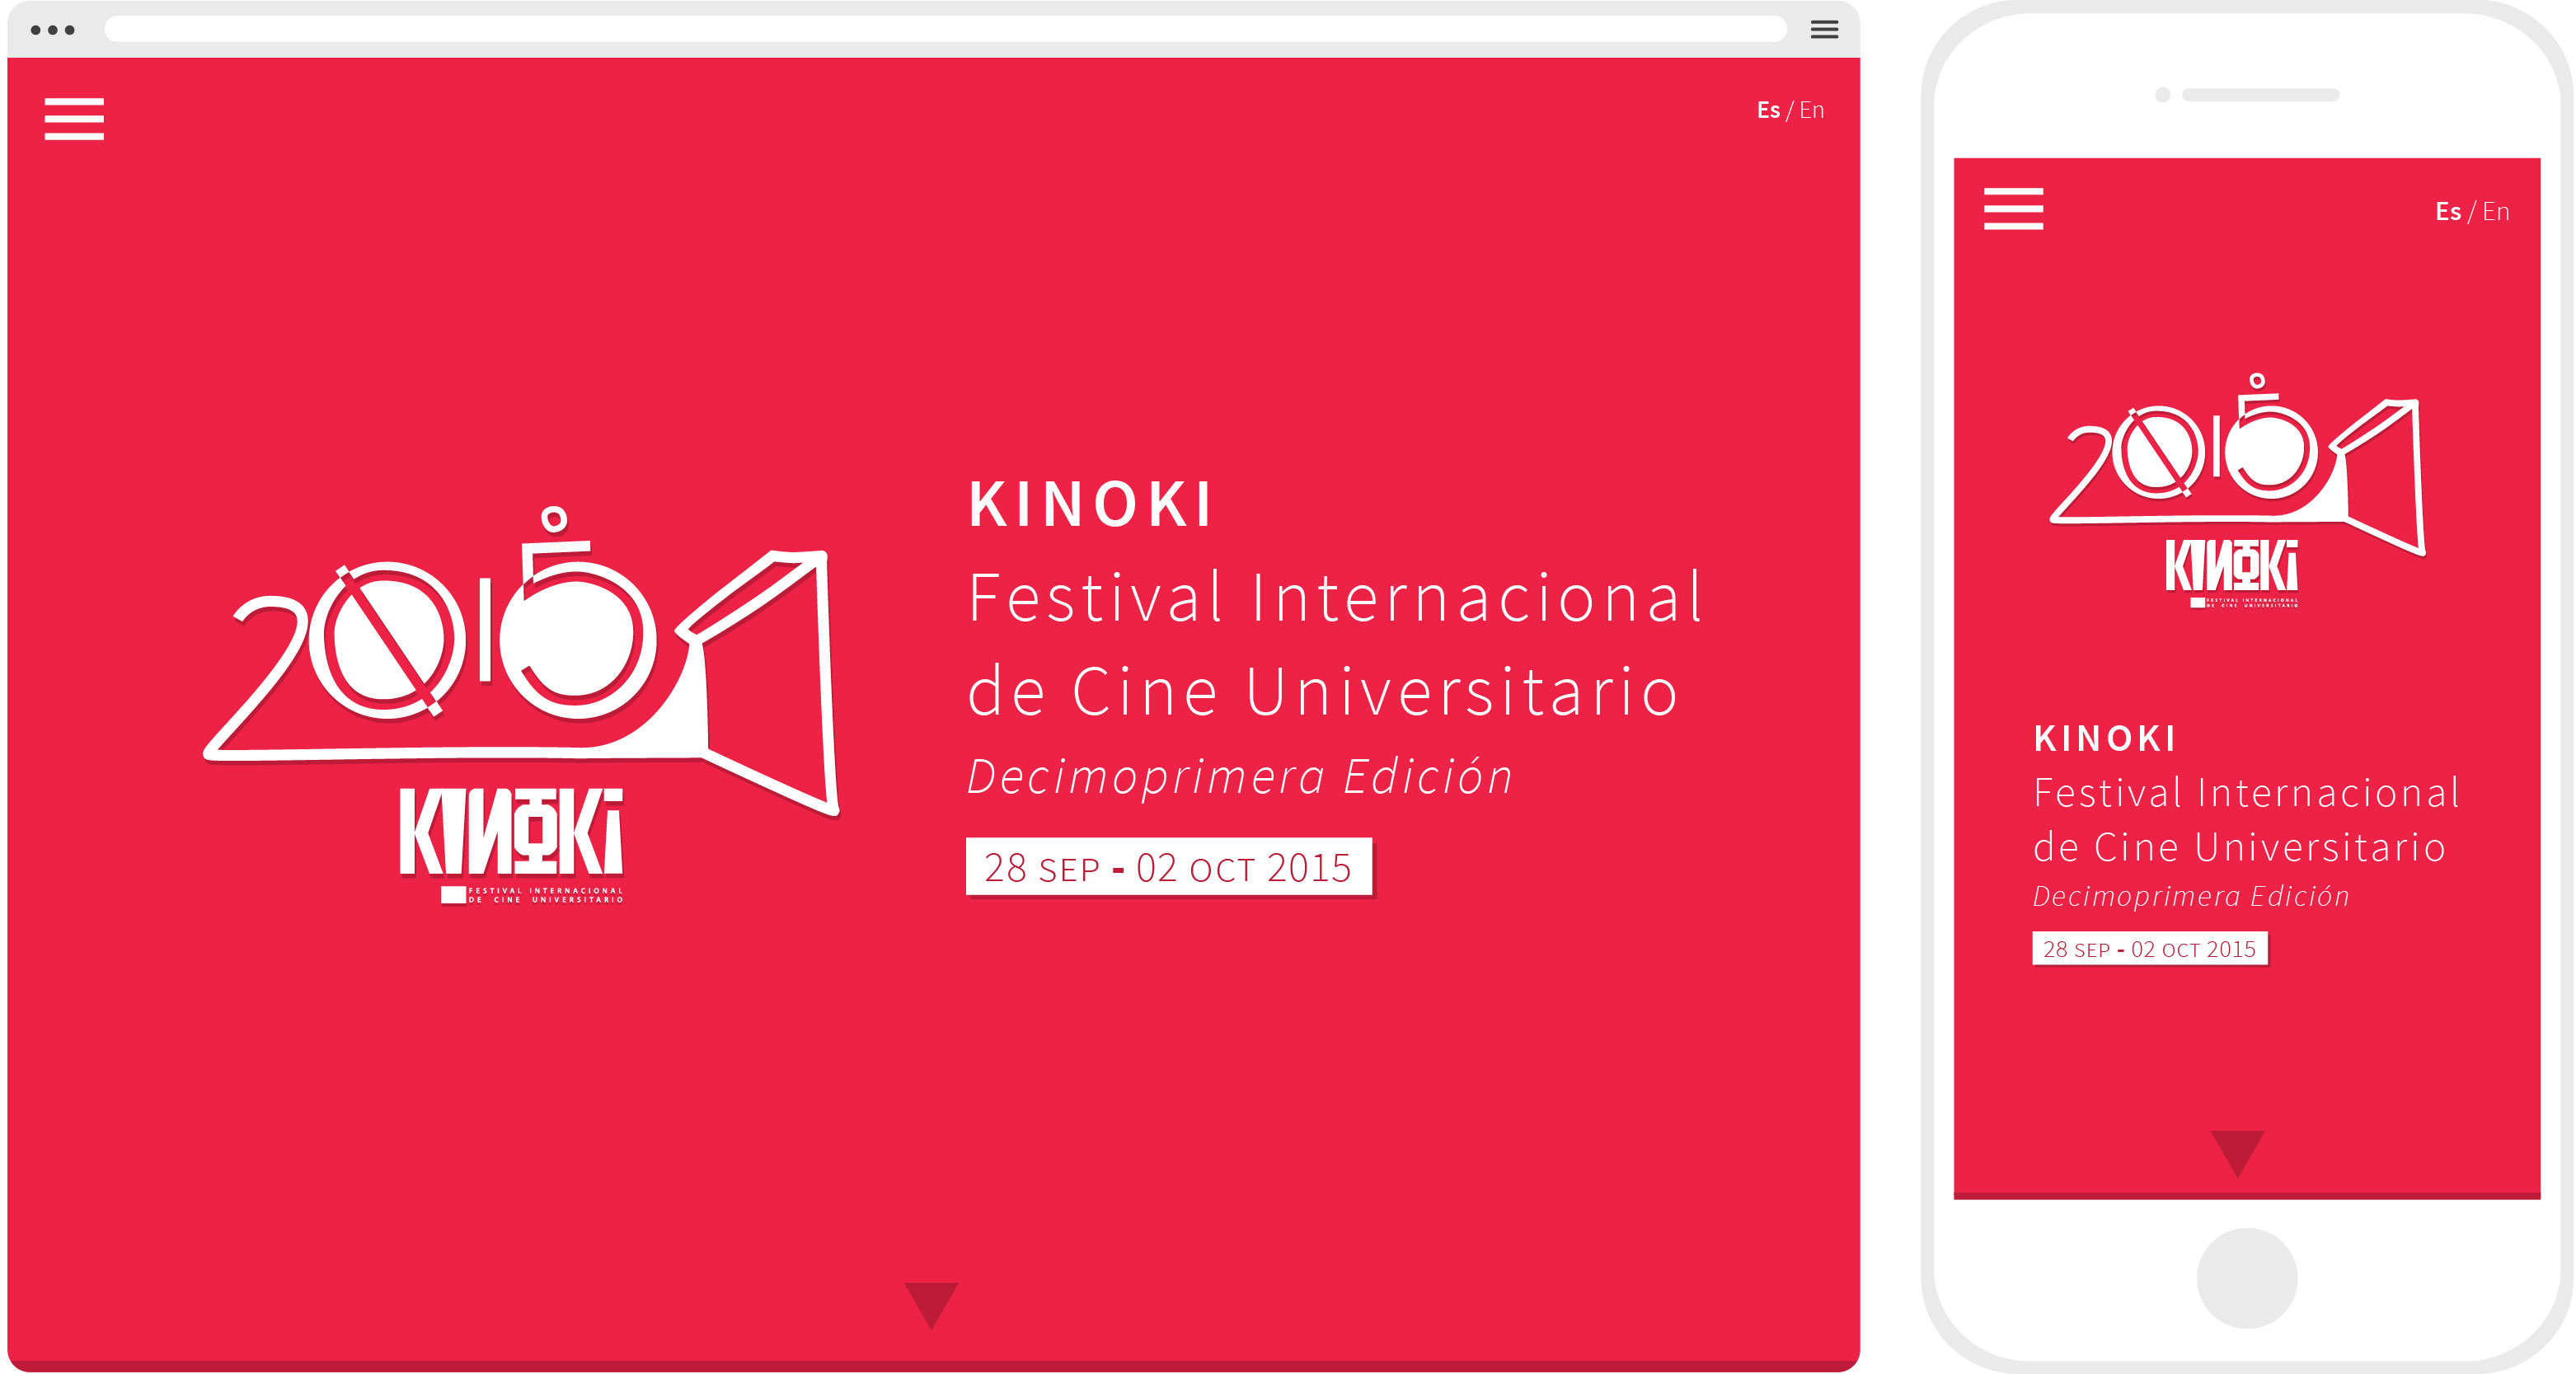 Es / En
2015
KINOKI
FESTIVAL INTERNACIONAL
DE CINE UNIVERSITARIO
KINOKI
Festival Internacional
de Cine Universitario
Decimoprimera Edición
28 SEP - 02 OCT 2015
Es / En
2015
KINOKI
FESTIVAL INTERNACIONAL
DE CINE UNIVERSITARIO
KINOKI
Festival Internacional
de Cine Universitario
Decimoprimera Edición
28 SEP - 02 OCT 2015